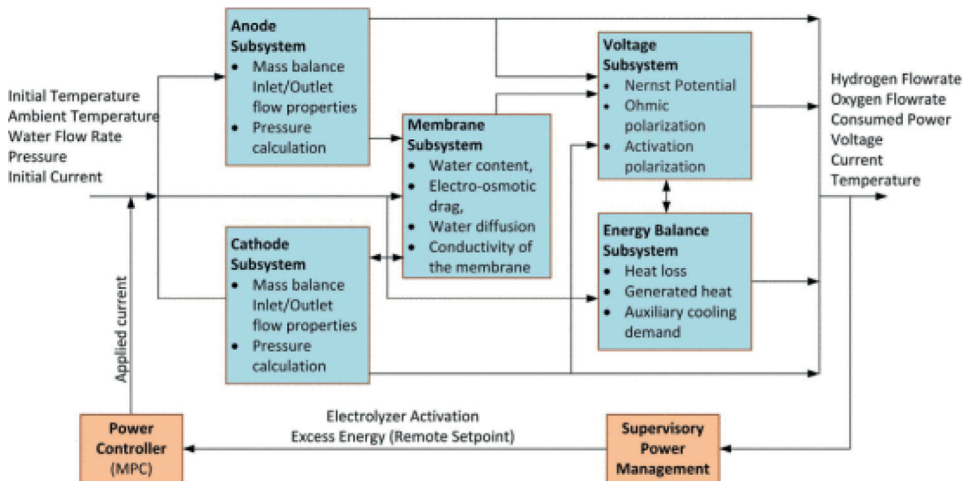 Initial Temperature
Ambient Temperature
Water Flow Rate
Pressure
Initial Current
Anode
Subsystem
• Mass balance
Inlet/Outlet
flow properties
• Pressure
calculation
Membrane
Subsystem
• Water content,
• Electro-osmotic
drag,
• Water diffusion
• Conductivity of
the membrane
Cathode
Subsystem
• Mass balance
Inlet/Outlet
flow properties
• Pressure
calculation
Voltage
Subsystem
• Nernst Potential
• Ohmic
polarization
• Activation
polarization
Energy Balance
Subsystem
• Heat loss
• Generated heat
• Auxiliary cooling
demand
Hydrogen Flowrate
Oxygen Flowrate
Consumed Power
Voltage
Current
Temperature
Applied current
Power
Controller
(MPC)
Electrolyzer Activation
Excess Energy (Remote Setpoint)
Supervisory
Power
Management